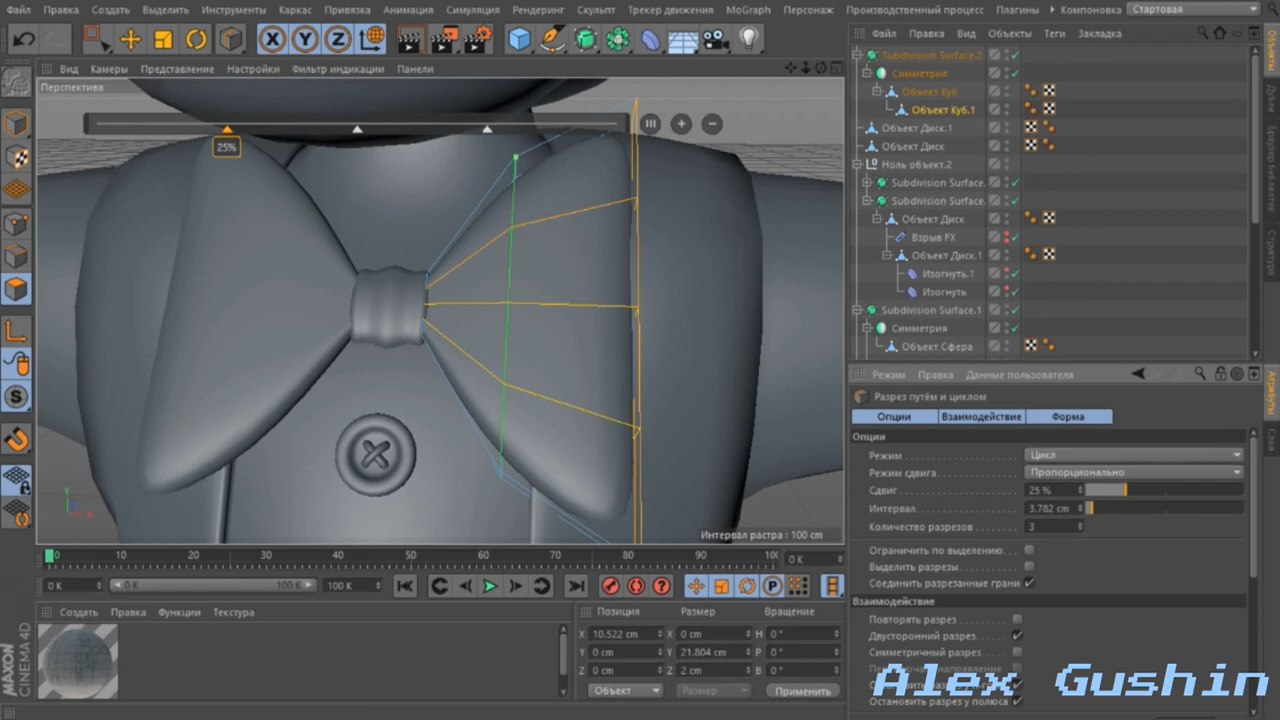 Файл Правка Создать Выделить Инструменты Каркас Привязка Анимация Симуляция Рендеринг Скульпт Трекер движения MoGraph Персонаж Производственный процесс Плагины Компоновка Стартовая
X Y Z
Вид Камеры Представление Настройки Фильтр индикации Панели
Перспектива
25%
Интервал растра : 100 cm
Файл Правка Вид Объекты Теги Закладка
Subdivision Surface.2
Симметрия
Объект Куб
Объект Куб.1
Объект Диск.1
Объект Диск
Ноль объект.2
Subdivision Surface.
Subdivision Surface.
Объект Диск
Взрыв FX
Объект Диск.1
Изогнуть.1
Изогнуть
Subdivision Surface.1
Симметрия
Объект Сфера
Объекты
Структура
Атрибуты
Слои
Режим Правка Данные пользователя
Разрез путём и циклом
Опции Взаимодействие Форма
Опции
Режим Цикл
Режим сдвига Пропорционально
Сдвиг 25 %
Интервал 3.782 cm
Количество разрезов 3
Ограничить по выделению
Выделить разрезы
Соединить разрезанные грани
Взаимодействие
Повторять разрез
Двусторонний разрез
Симметричный разрез
Остановить разрез у полюса
0 10 20 30 40 50 60 70 80 90 100 0 K
0 K 0 K 100 K 100 K
P
Создать Правка Функции Текстура
Позиция Размер Вращение
X 10.522 cm X 0 cm H 0 °
Y 0 cm Y 21.804 cm P 0 °
Z 0 cm Z 2 cm B 0 °
Объект Размер Применить
MAXON
CINEMA 4D
Alex Gushin